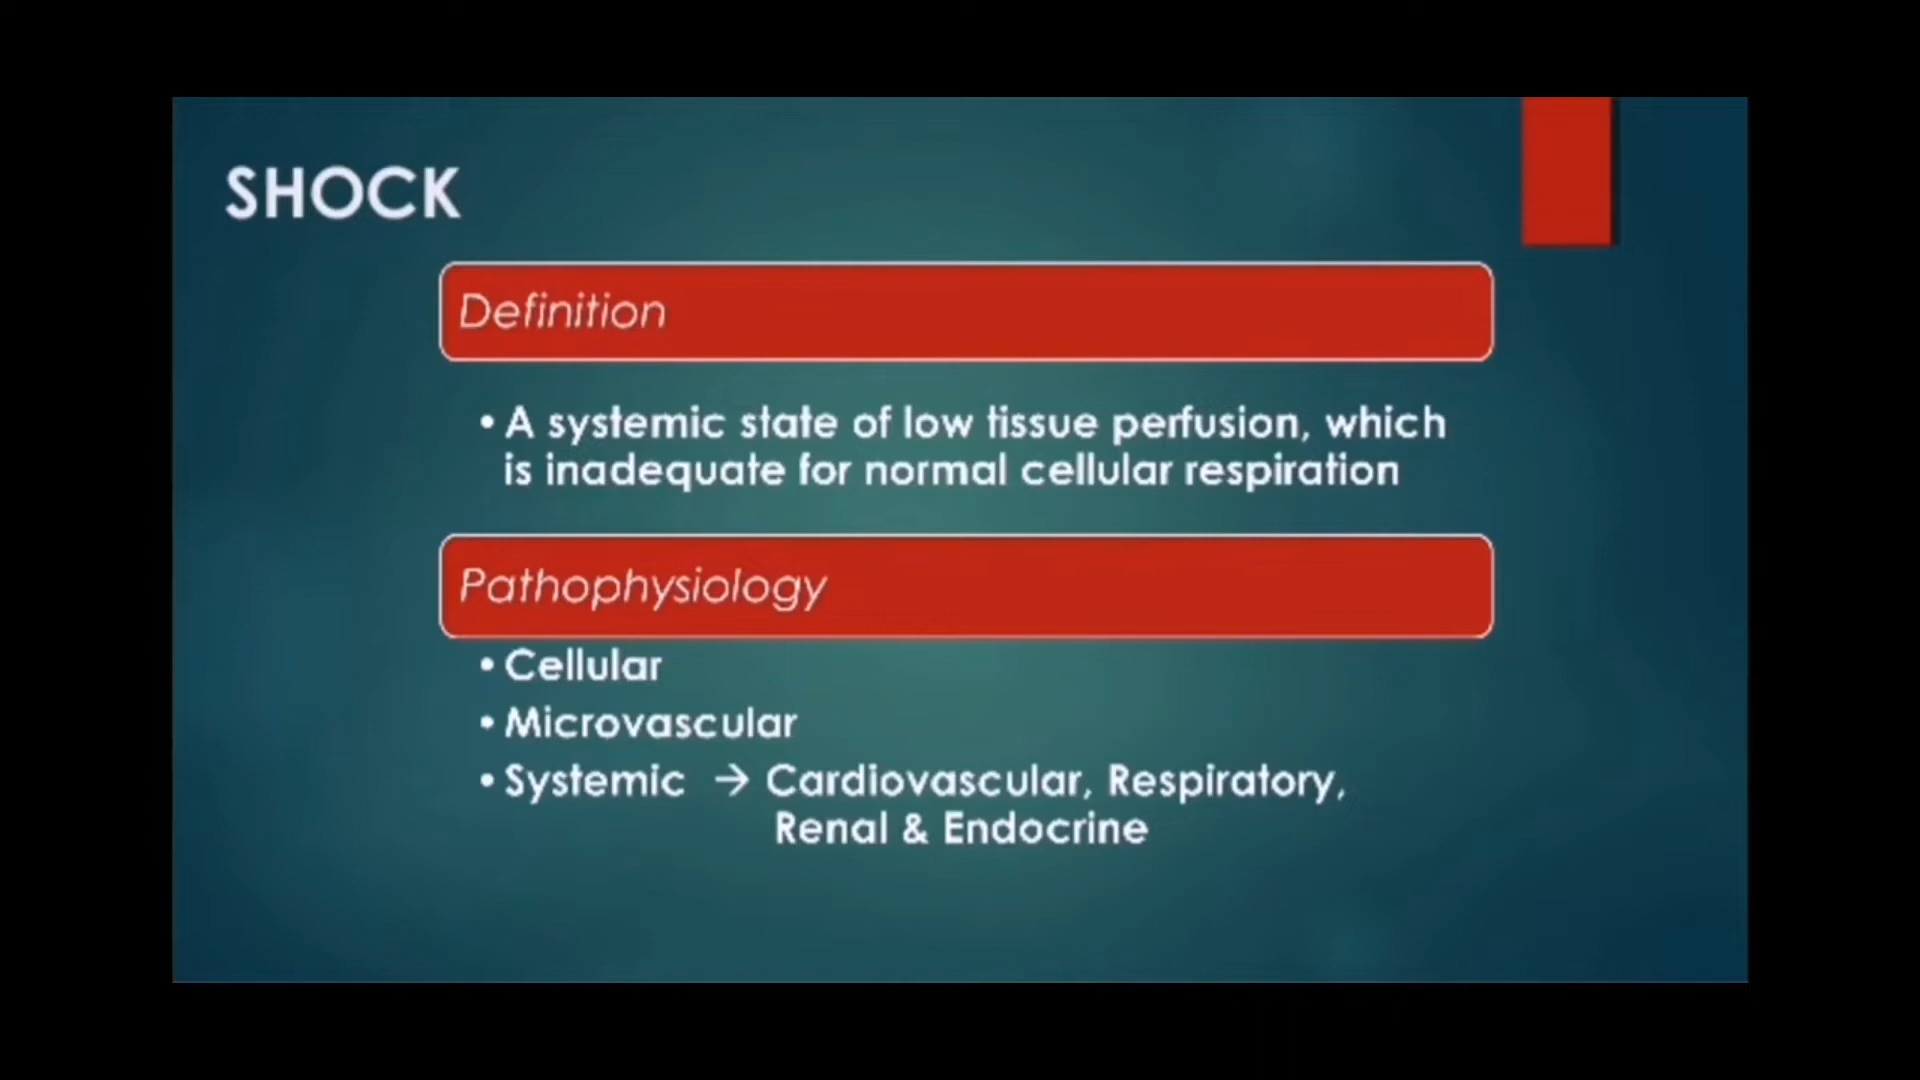 SHOCK
Definition
• A systemic state of low tissue perfusion, which
is inadequate for normal cellular respiration
Pathophysiology
• Cellular
• Microvascular
• Systemic → Cardiovascular, Respiratory,
Renal & Endocrine